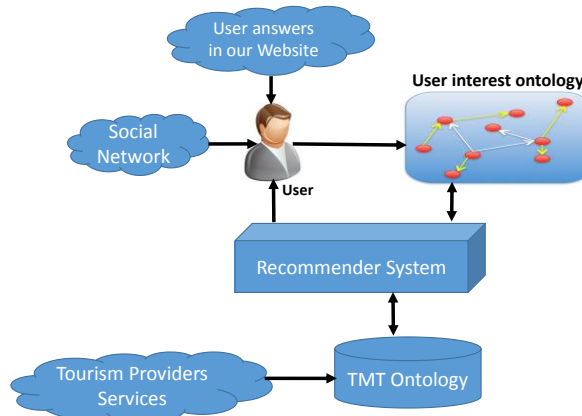 User answers
in our Website
User interest ontology
Social
Network
User
Recommender System
Tourism Providers
Services
TMT Ontology